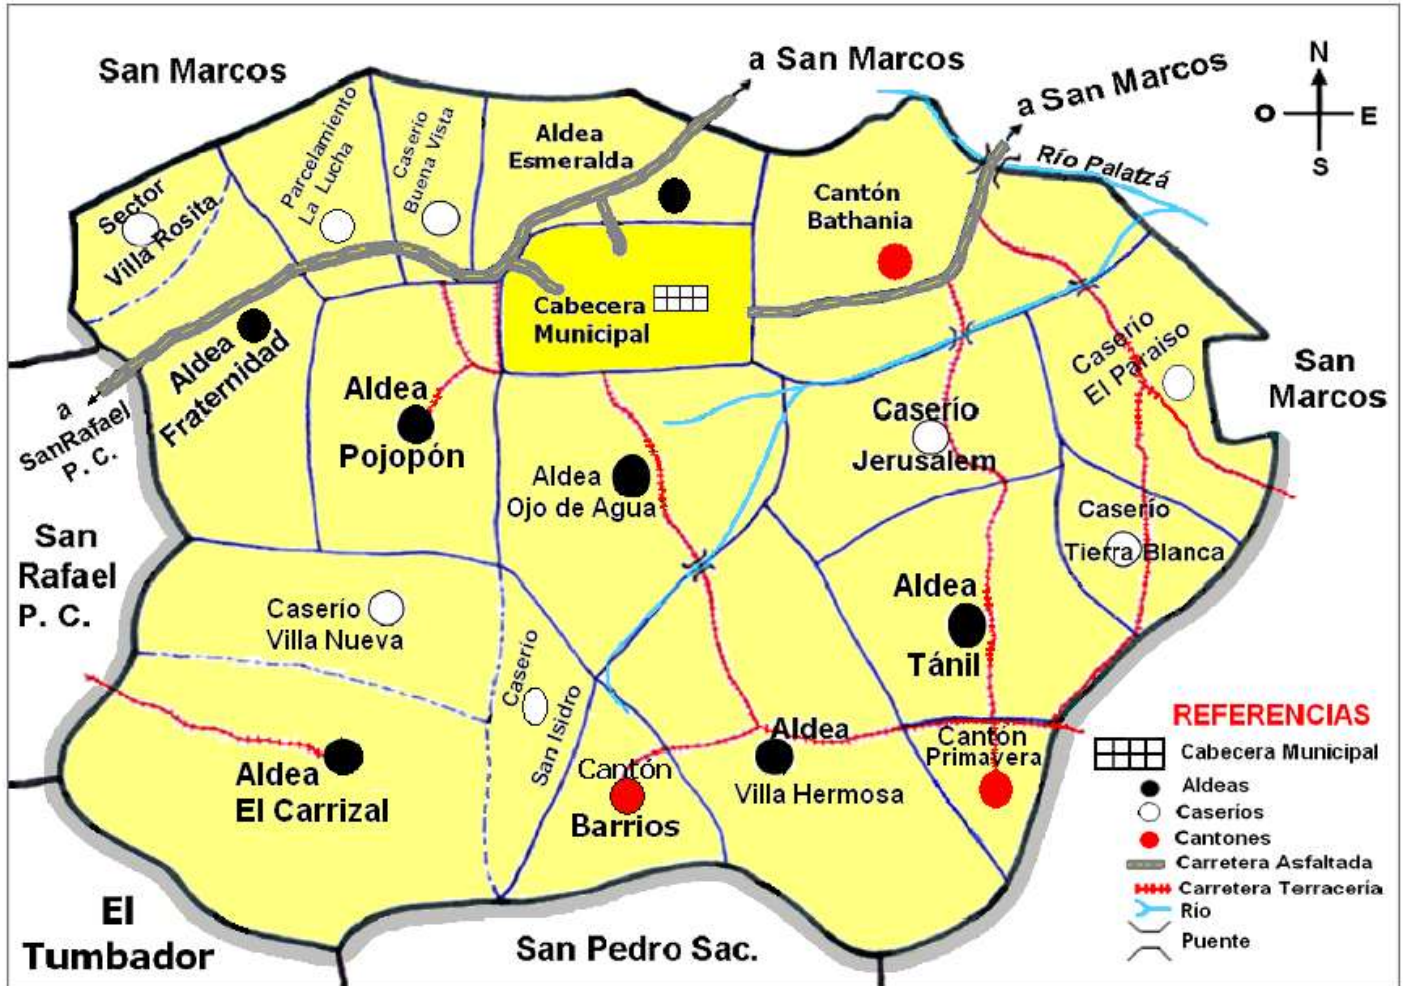 San Marcos
a San Marcos
a San Marcos
N
O
E
S
Río Palatzá
Sector
Villa Rosita
Parcelamiento
La Lucha
Caserio
Buena Vista
Aldea
Esmeralda
Cantón
Bathania
Cabecera
Municipal
Aldea
Fraternidad
a
SanRafael
P. C.
Aldea
Pojopón
Aldea
Ojo de Agua
Caserío
Jerusalem
Caserío
El Paraiso
San
Marcos
San
Rafael
P. C.
Caserío
Villa Nueva
Caserío
San Isidro
Aldea
Tánil
Caserío
Tierra Blanca
Aldea
El Carrizal
Cantón
Barrios
Aldea
Villa Hermosa
Cantón
Primavera
El
Tumbador
San Pedro Sac.
REFERENCIAS
Cabecera Municipal
Aldeas
Caseríos
Cantones
Carretera Asfaltada
Carretera Terracería
Río
Puente